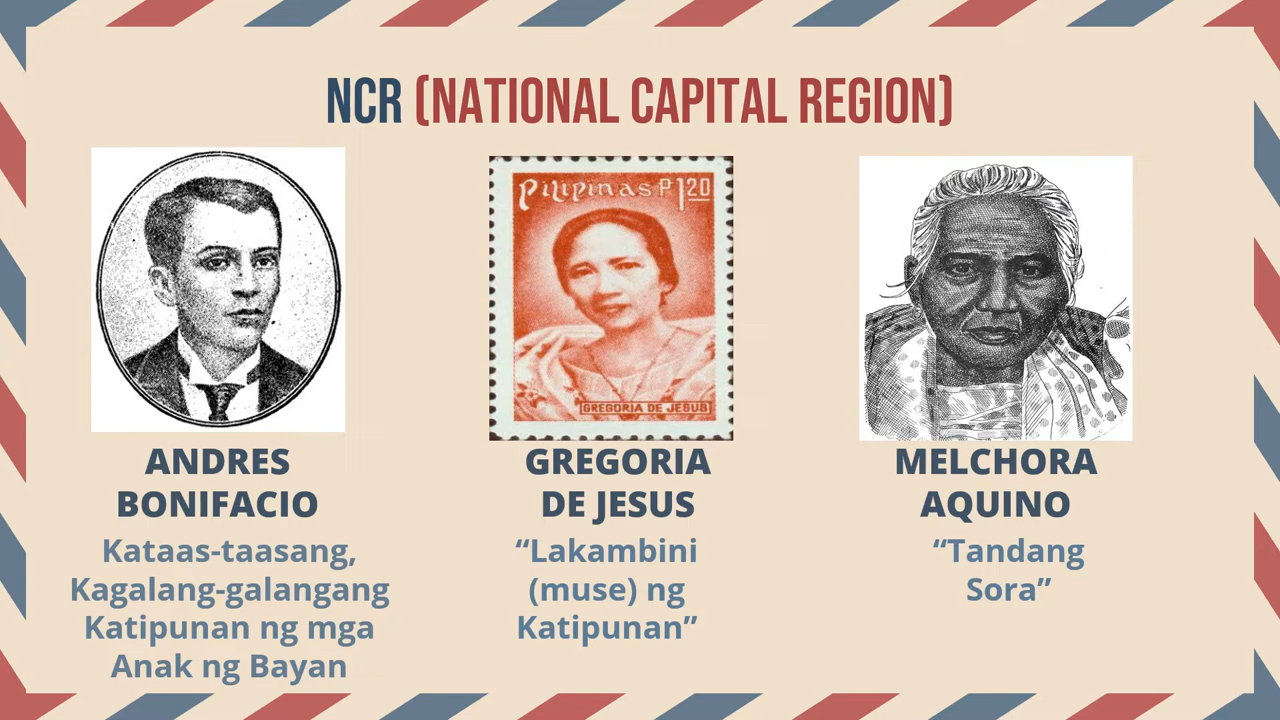 NCR (NATIONAL CAPITAL REGION)
Pilipinas P 1.20
GREGORIA DE JESUS
ANDRES
BONIFACIO
Kataas-taasang,
Kagalang-galangang
Katipunan ng mga
Anak ng Bayan
GREGORIA
DE JESUS
“Lakambini
(muse) ng
Katipunan”
MELCHORA
AQUINO
“Tandang
Sora”